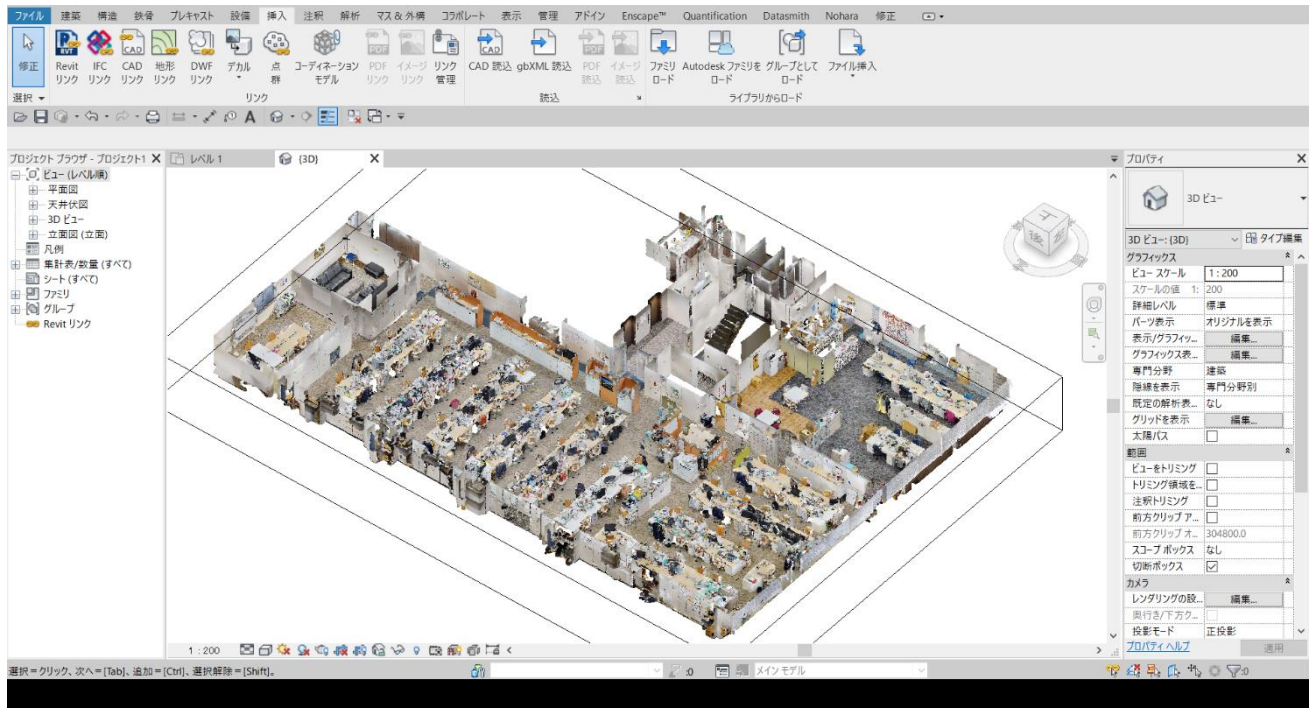 ファイル 建築 構造 鉄骨 プレキャスト 設備 挿入 注釈 解析 マス & 外構 コラボレート 表示 管理 アドイン Enscape™ Quantification Datasmith Nohara 修正
修正 Revit リンク IFC リンク CAD リンク 地形 リンク DWF リンク デカル 点群 コーディネーション モデル PDF リンク イメージ リンク リンク 管理 CAD 読込 gbXML 読込 PDF 読込 イメージ 読込 ファミリ ロード Autodesk ファミリを ロード グループとして ロード ファイル挿入
選択 リンク 読込 ライブラリからロード
プロジェクト ブラウザ - プロジェクト1
レベル 1
{3D}
ビュー (レベル順)
平面図
天井伏図
3D ビュー
立面図 (立面)
凡例
集計表/数量 (すべて)
シート (すべて)
ファミリ
グループ
Revit リンク
プロパティ
3D ビュー
3D ビュー: {3D} タイプ編集
グラフィックス
ビュー スケール 1 : 200
スケールの値 1: 200
詳細レベル 標準
パーツ表示 オリジナルを表示
表示/グラフィッ... 編集...
グラフィックス表... 編集...
専門分野 建築
隠線を表示 専門分野別
既定の解析表... なし
グリッドを表示 編集...
太陽パス
範囲
ビューをトリミング
トリミング領域を...
注釈トリミング
前方クリップ ア...
前方クリップ オ... 304800.0
スコープ ボックス なし
切断ボックス
カメラ
レンダリングの設... 編集...
奥行き/下方ク...
投影モード 正投影
プロパティ ヘルプ 適用
1 : 200
選択 = クリック、次へ = [Tab]、追加 = [Ctrl]、選択解除 = [Shift]。
:0
メイン モデル
:0